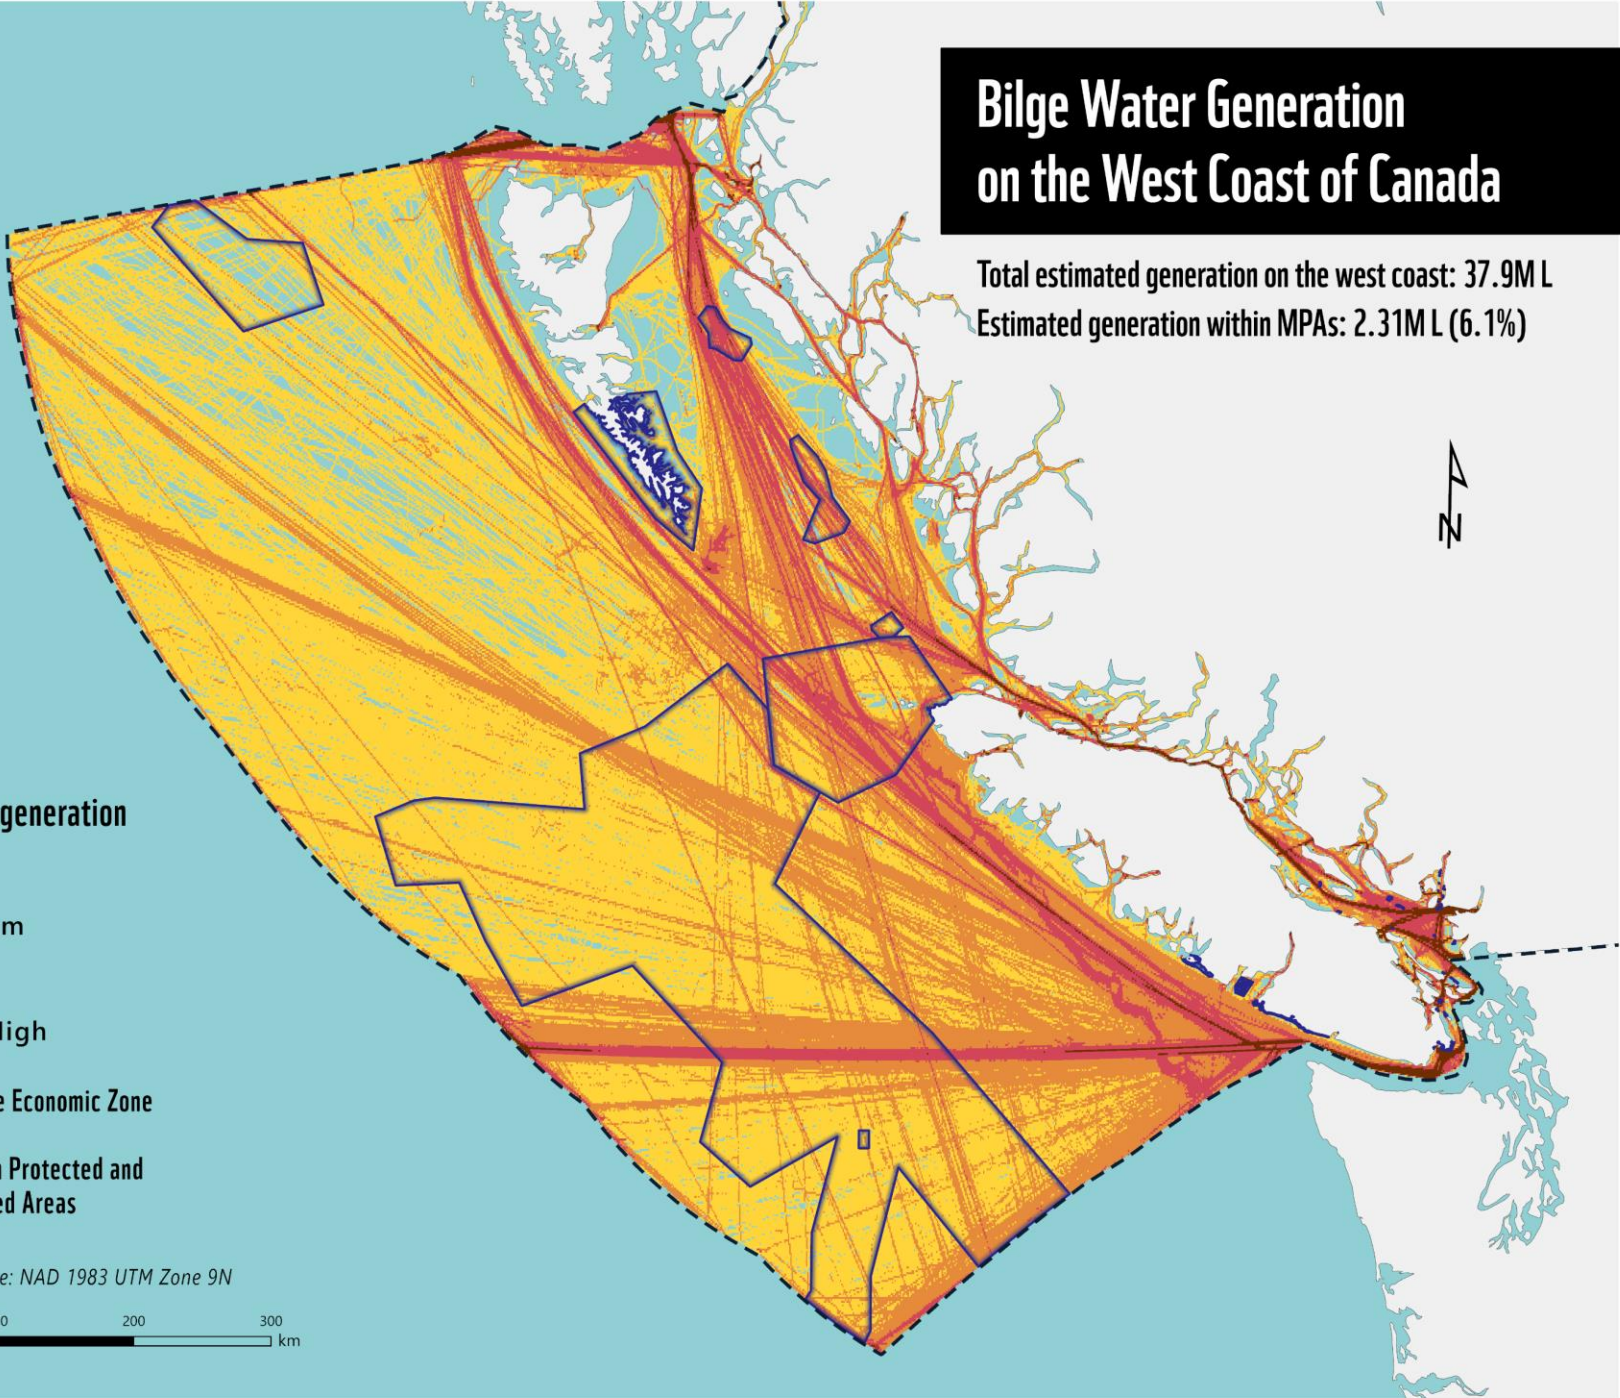 Bilge Water Generation
on the West Coast of Canada
Total estimated generation on the west coast: 37.9M L
Estimated generation within MPAs: 2.31M L (6.1%)
N
generation
m
High
e Economic Zone
Protected and
ed Areas
e: NAD 1983 UTM Zone 9N
0 200 300
km